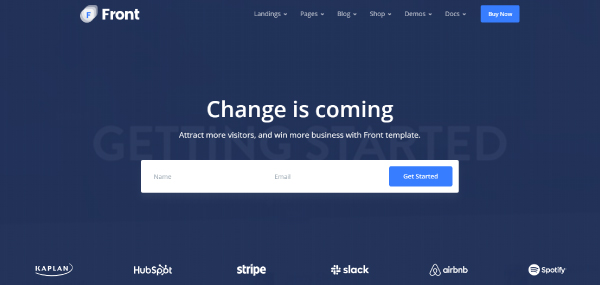 Front
Landings Pages Blog Shop Demos Docs Buy Now
GETTING STARTED
Change is coming
Attract more visitors, and win more business with Front template.
Name Email Get Started
KAPLAN HubSpot stripe slack airbnb Spotify